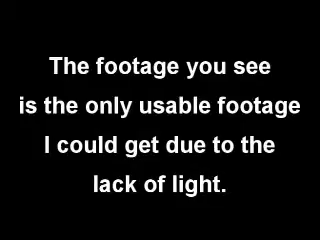 The footage you see
is the only usable footage
I could get due to the
lack of light.